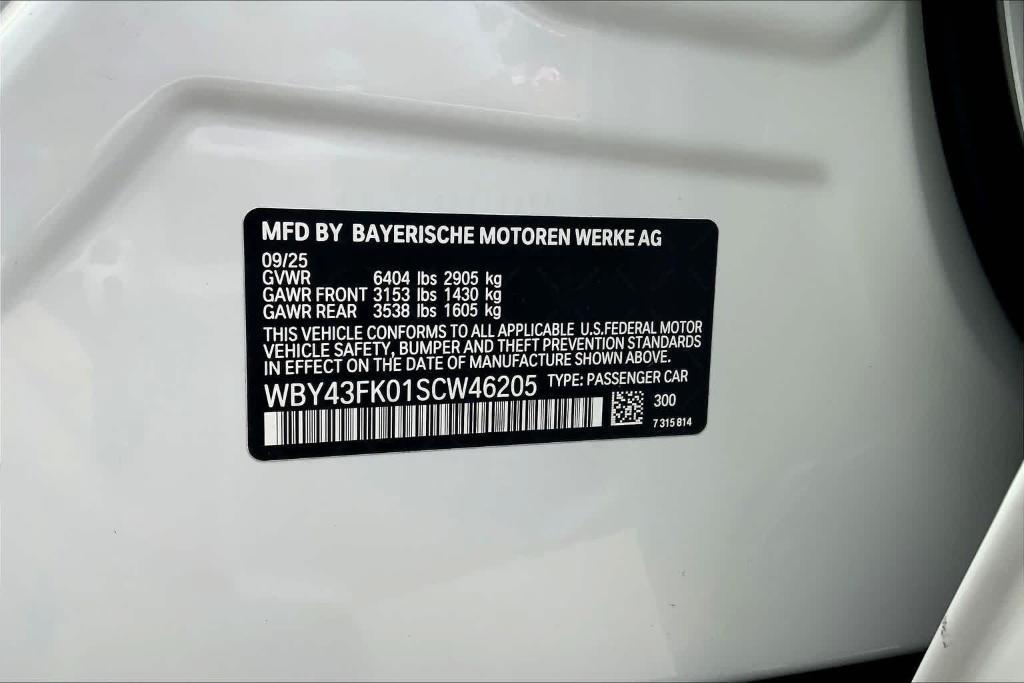 MFD BY BAYERISCHE MOTOREN WERKE AG
09/25
GVWR 6404 lbs 2905 kg
GAWR FRONT 3153 lbs 1430 kg
GAWR REAR 3538 lbs 1605 kg
THIS VEHICLE CONFORMS TO ALL APPLICABLE U.S.FEDERAL MOTOR
VEHICLE SAFETY, BUMPER AND THEFT PREVENTION STANDARDS
IN EFFECT ON THE DATE OF MANUFACTURE SHOWN ABOVE.
WBY43FK01SCW46205 TYPE: PASSENGER CAR
300
7 315 814